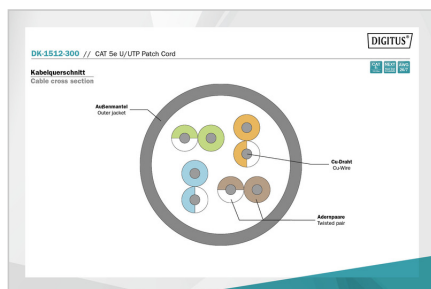 DIGITUS®
DK-1512-300 // CAT 5e U/UTP Patch Cord
Kabelquerschnitt
Cable cross section
Außenmantel
Outer jacket
Cu-Draht
Cu-Wire
Adernpaare
Twisted pair